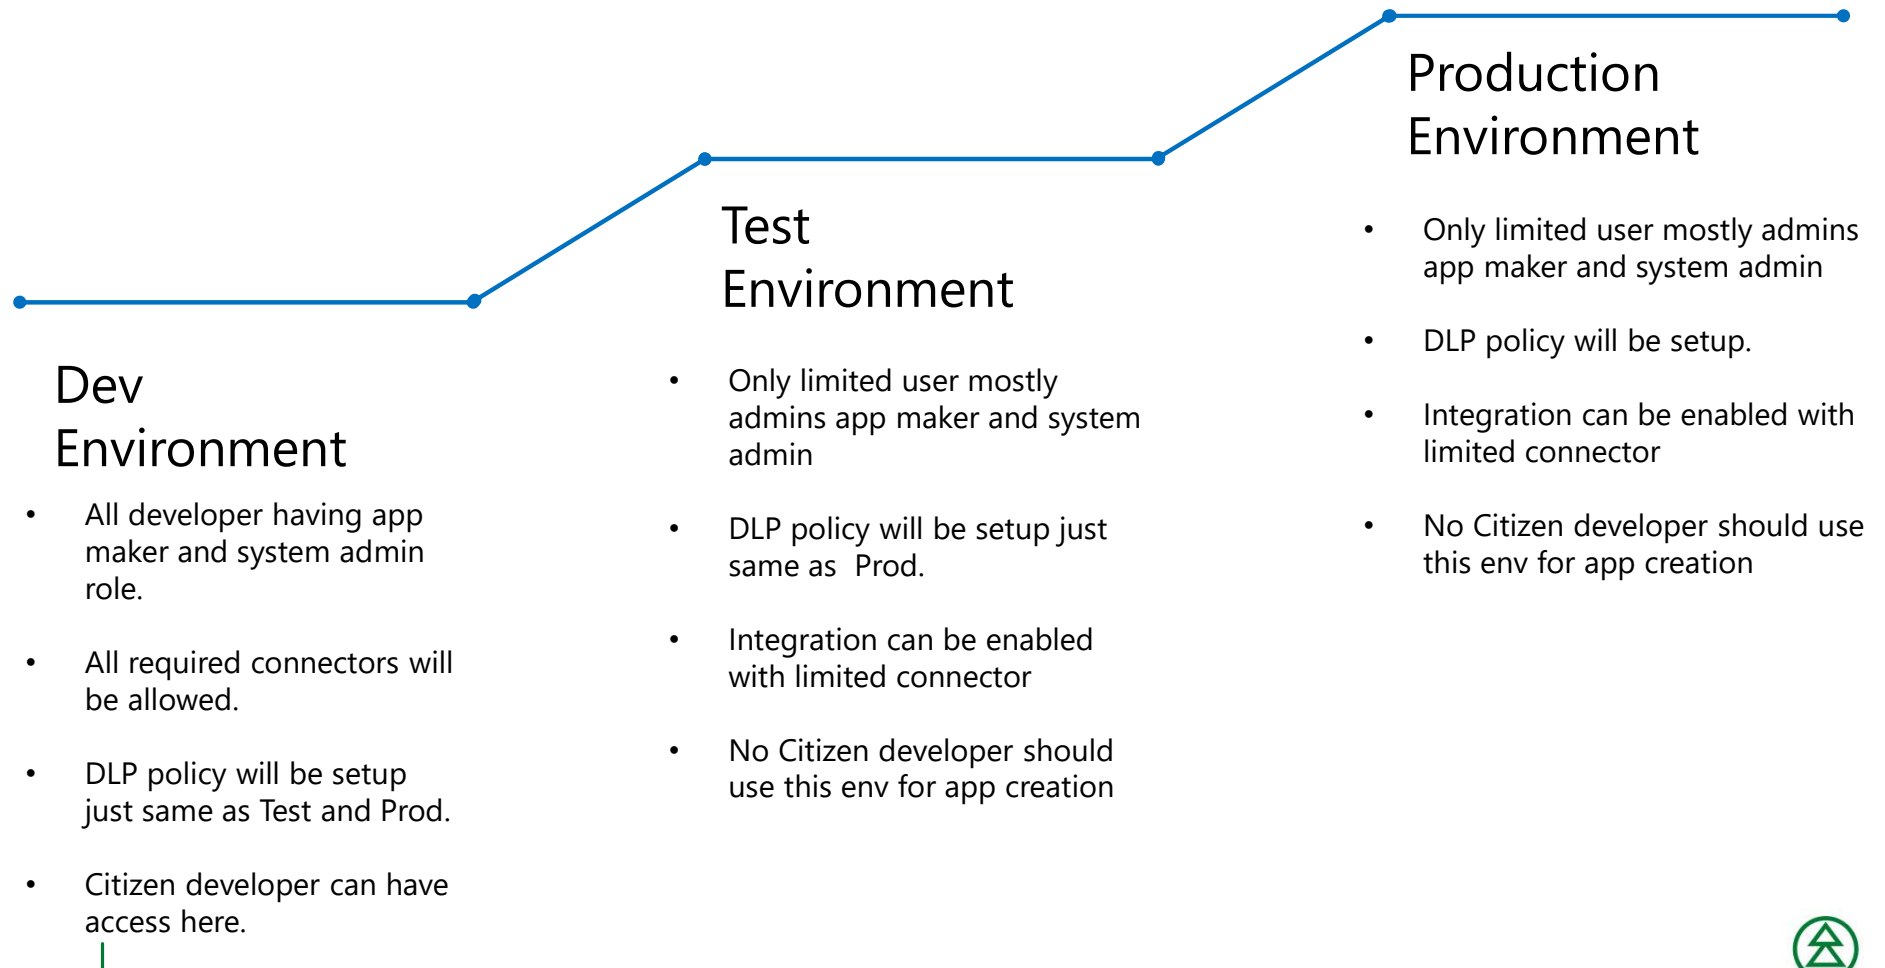 Dev
Environment
• All developer having app
maker and system admin
role.
• All required connectors will
be allowed.
• DLP policy will be setup
just same as Test and Prod.
• Citizen developer can have
access here.
Test
Environment
• Only limited user mostly
admins app maker and system
admin
• DLP policy will be setup just
same as  Prod.
• Integration can be enabled
with limited connector
• No Citizen developer should
use this env for app creation
Production
Environment
• Only limited user mostly admins
app maker and system admin
• DLP policy will be setup.
• Integration can be enabled with
limited connector
• No Citizen developer should use
this env for app creation